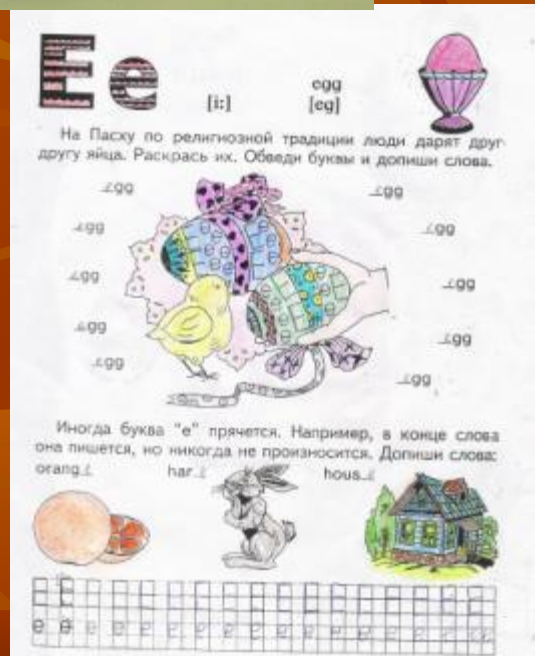 Ee
[i:]
egg
[eg]
На Пасху по религиозной традиции люди дарят друг
другу яйца. Раскрась их. Обведи буквы и допиши слова.
egg egg
egg egg
egg egg
egg egg
egg egg
Иногда буква "е" прячется. Например, в конце слова
она пишется, но никогда не произносится. Допиши слова:
orange hare house
E E
e e e e e e e e e e e e e e e e e